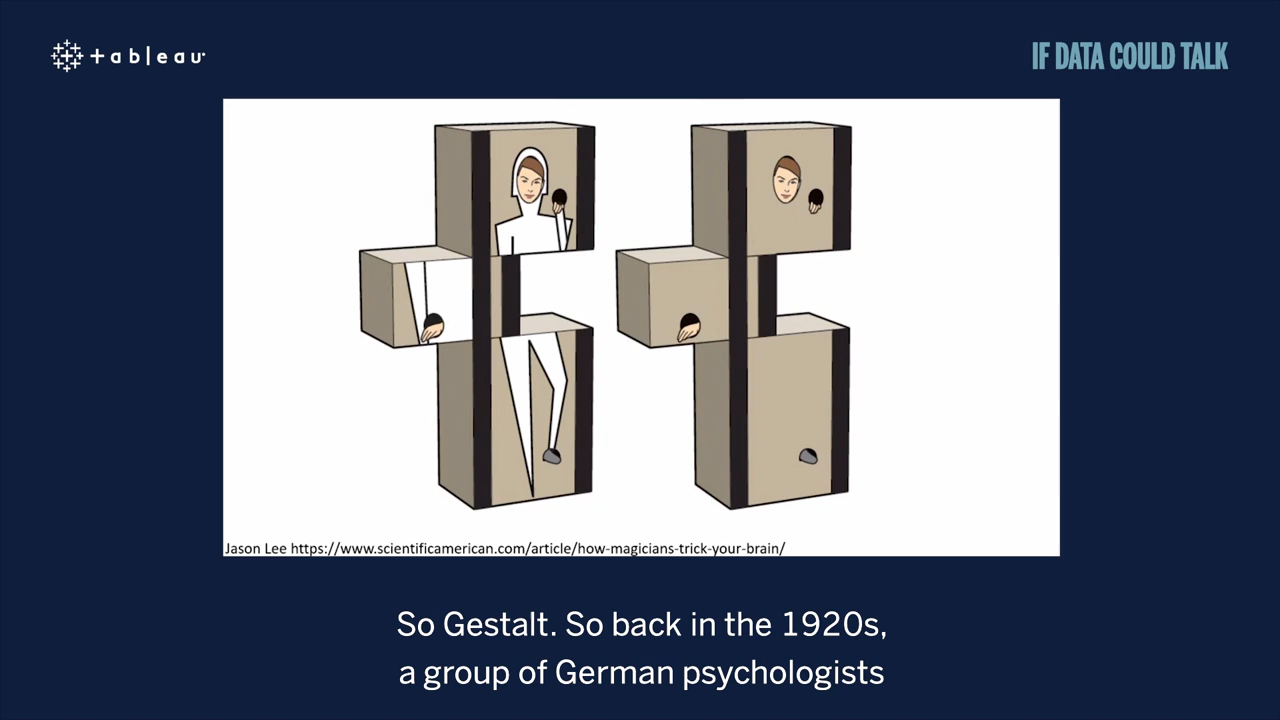 + a b l e a u
IF DATA COULD TALK
Jason Lee https://www.scientificamerican.com/article/how-magicians-trick-your-brain/
So Gestalt. So back in the 1920s,
a group of German psychologists